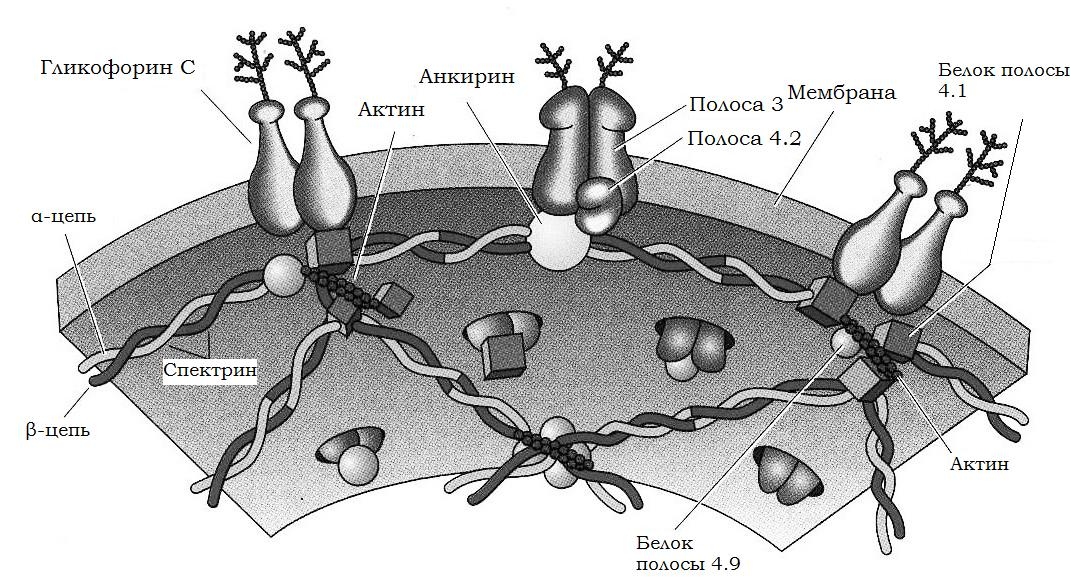 Гликофорин С
Анкирин
Актин
Полоса 3
Полоса 4.2
Мембрана
Белок полосы
4.1
α-цепь
Спектрин
β-цепь
Актин
Белок
полосы 4.9